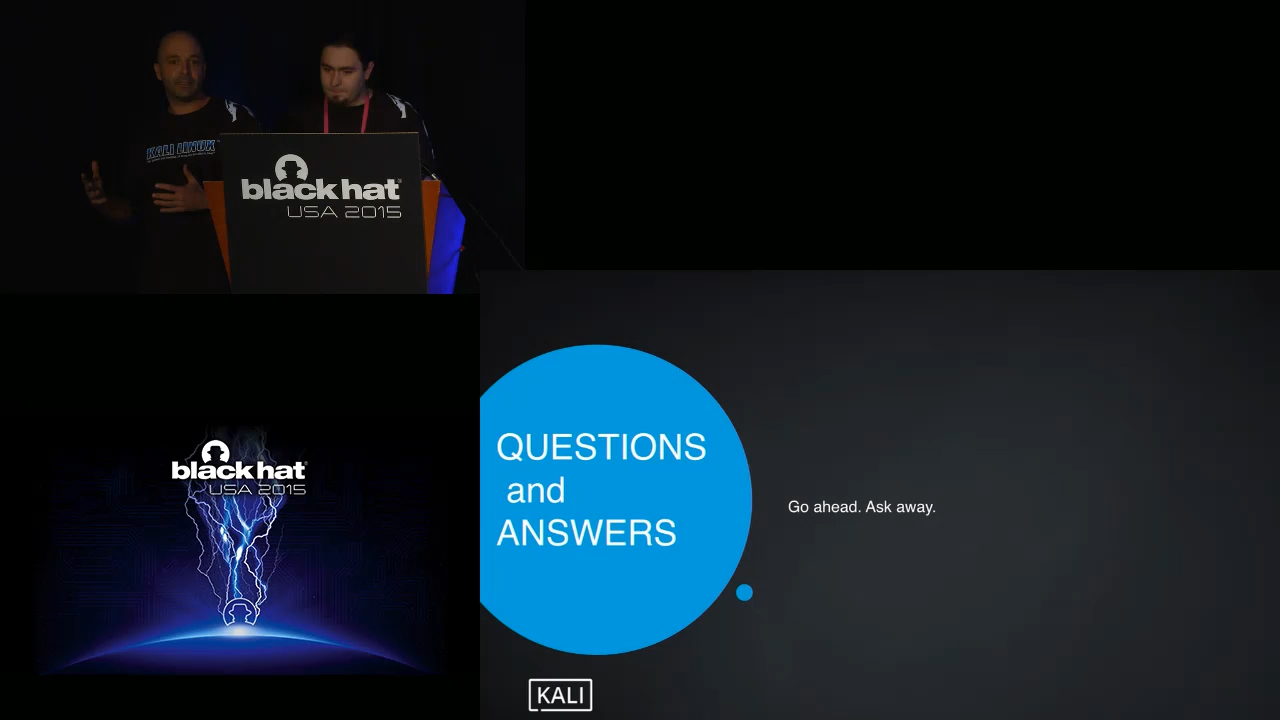 KALI LINUX
black hat
USA 2015
QUESTIONS
and
ANSWERS
Go ahead. Ask away.
black hat
USA 2015
KALI